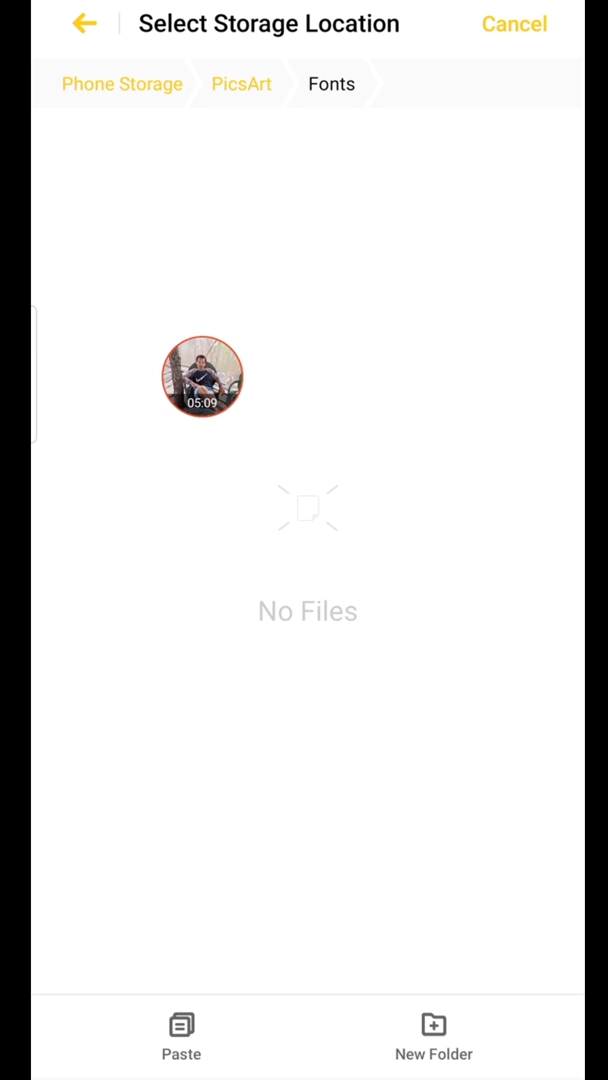 Select Storage Location
Cancel
Phone Storage
PicsArt
Fonts
05:09
No Files
Paste
New Folder